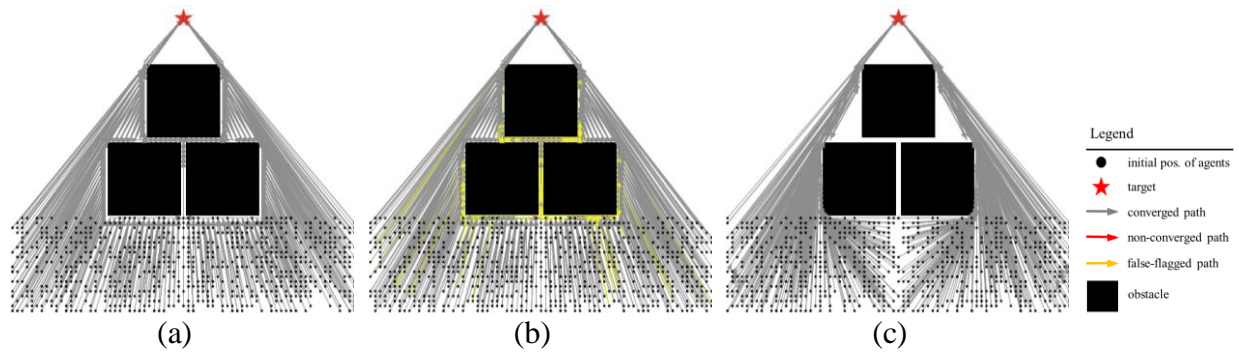 Legend
initial pos. of agents
target
converged path
non-converged path
false-flagged path
obstacle
(a) (b) (c)